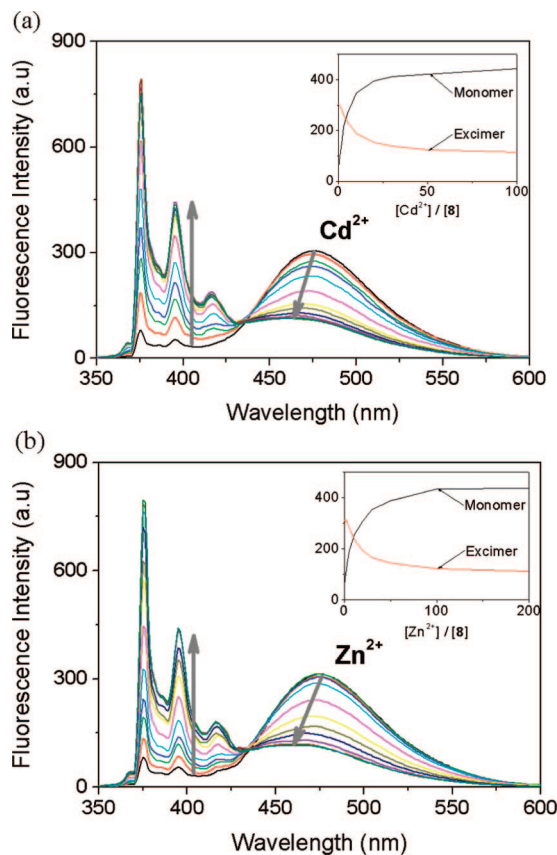 (a)
900
600
300
0
Fluorescence Intensity (a.u)
350 400 450 500 550 600
Wavelength (nm)
Cd²⁺
400
200
0
0 50 100
[Cd²⁺] / [8]
Monomer
Excimer
(b)
900
600
300
0
Fluorescence Intensity (a.u)
350 400 450 500 550 600
Wavelength (nm)
Zn²⁺
400
200
0
0 100 200
[Zn²⁺] / [8]
Monomer
Excimer